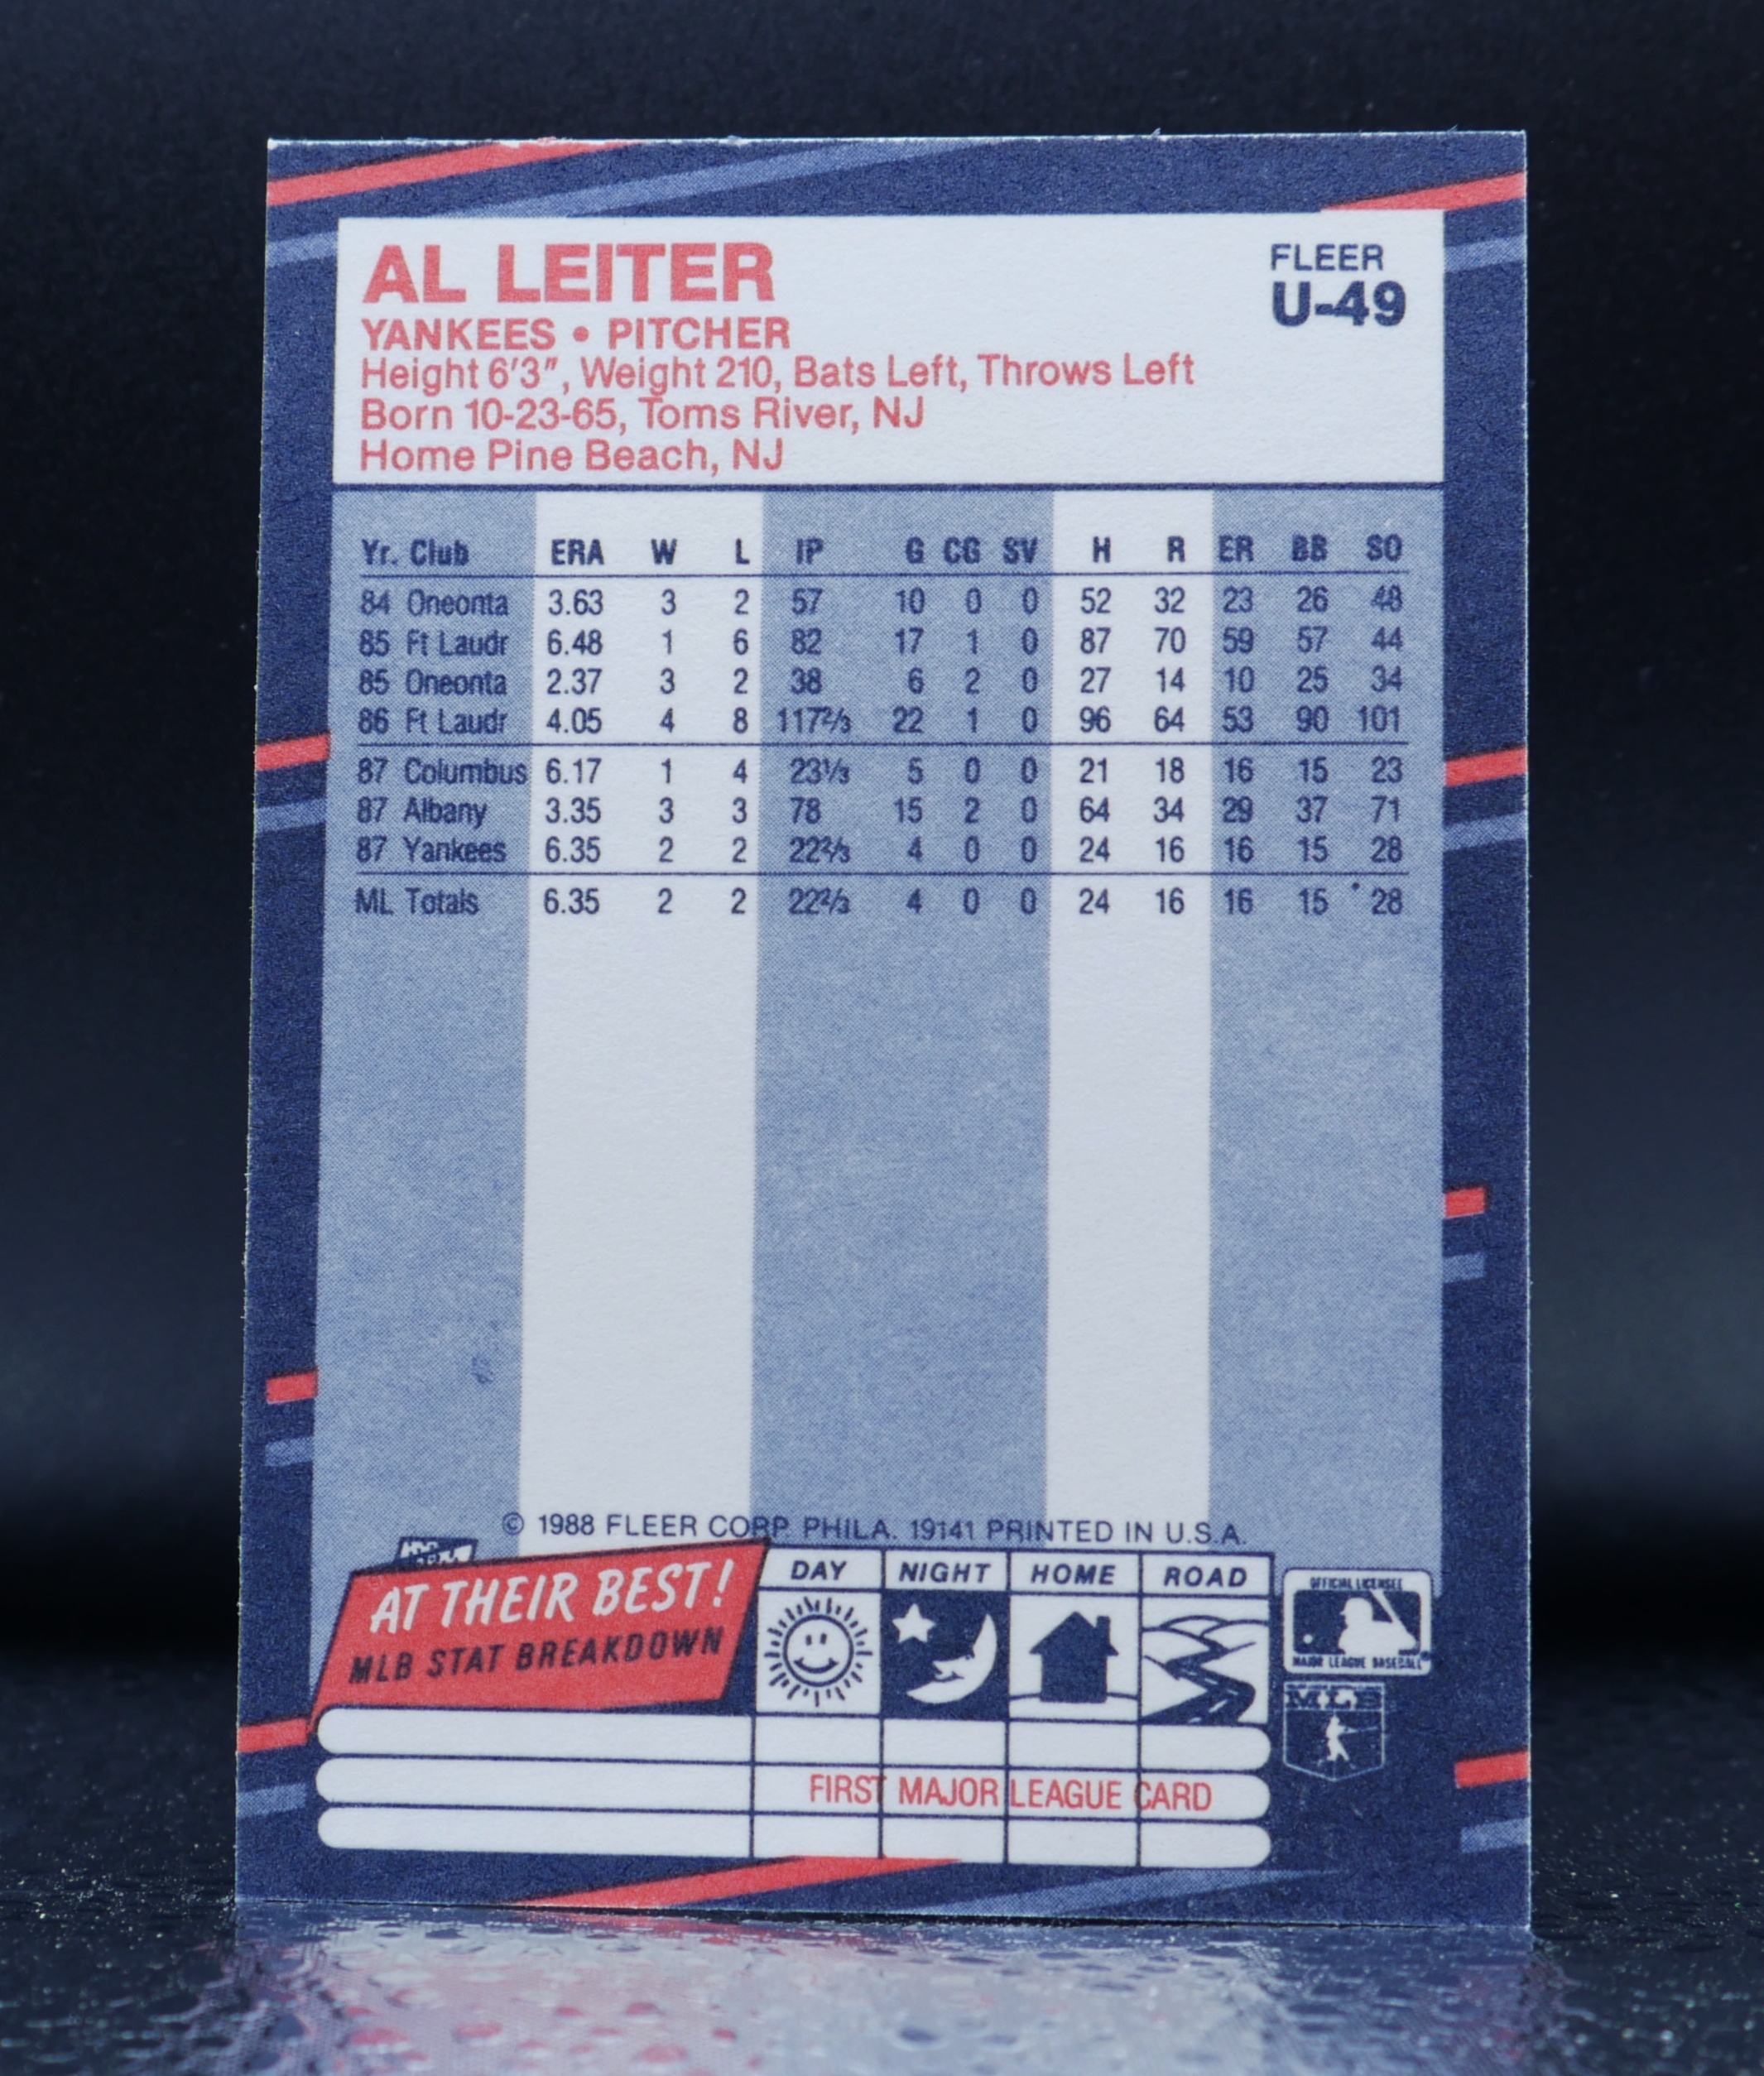 AL LEITER
FLEER
U-49
YANKEES • PITCHER
Height 6'3", Weight 210, Bats Left, Throws Left
Born 10-23-65, Toms River, NJ
Home Pine Beach, NJ
Yr. Club ERA W L IP G CG SV H R ER BB SO
84 Oneonta 3.63 3 2 57 10 0 0 52 32 23 26 48
85 Ft Laudr 6.48 1 6 82 17 1 0 87 70 59 57 44
85 Oneonta 2.37 3 2 38 6 2 0 27 14 10 25 34
86 Ft Laudr 4.05 4 8 117⅔ 22 1 0 96 64 53 90 101
87 Columbus 6.17 1 4 23⅓ 5 0 0 21 18 16 15 23
87 Albany 3.35 3 3 78 15 2 0 64 34 29 37 71
87 Yankees 6.35 2 2 22⅔ 4 0 0 24 16 16 15 28
ML Totals 6.35 2 2 22⅔ 4 0 0 24 16 16 15 28
© 1988 FLEER CORP. PHILA. 19141 PRINTED IN U.S.A.
AT THEIR BEST!
MLB STAT BREAKDOWN
DAY NIGHT HOME ROAD
OFFICIAL LICENSEE
MAJOR LEAGUE BASEBALL
MLB
FIRST MAJOR LEAGUE CARD